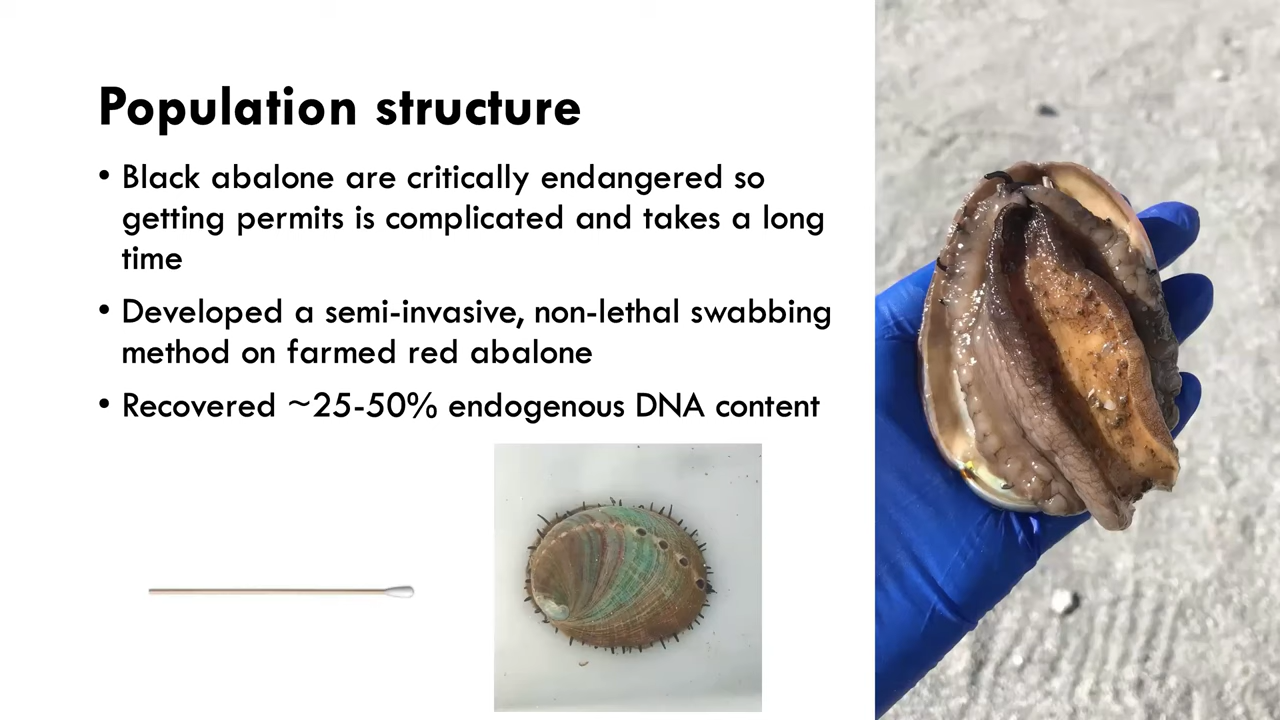 Population structure
• Black abalone are critically endangered so
getting permits is complicated and takes a long
time
• Developed a semi-invasive, non-lethal swabbing
method on farmed red abalone
• Recovered ~25-50% endogenous DNA content